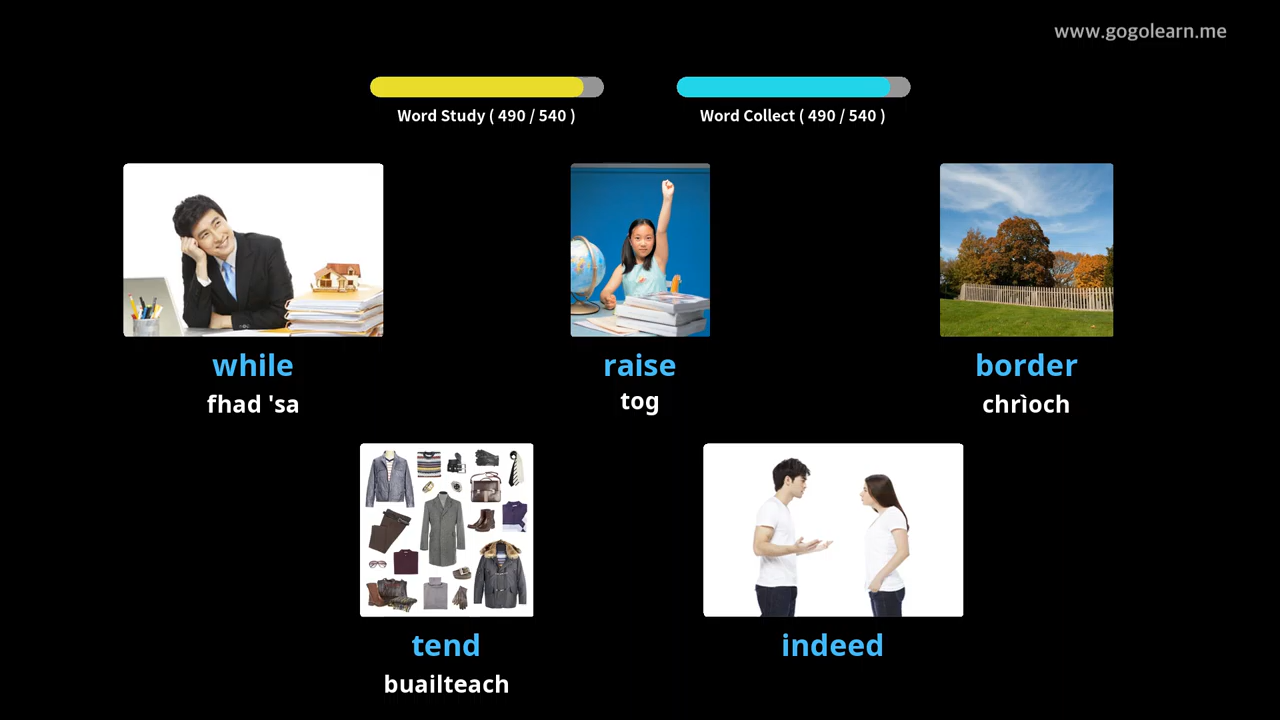 www.gogolearn.me
Word Study ( 490 / 540 )
Word Collect ( 490 / 540 )
while
raise
border
fhad 'sa
tog
chrìoch
tend
indeed
buailteach